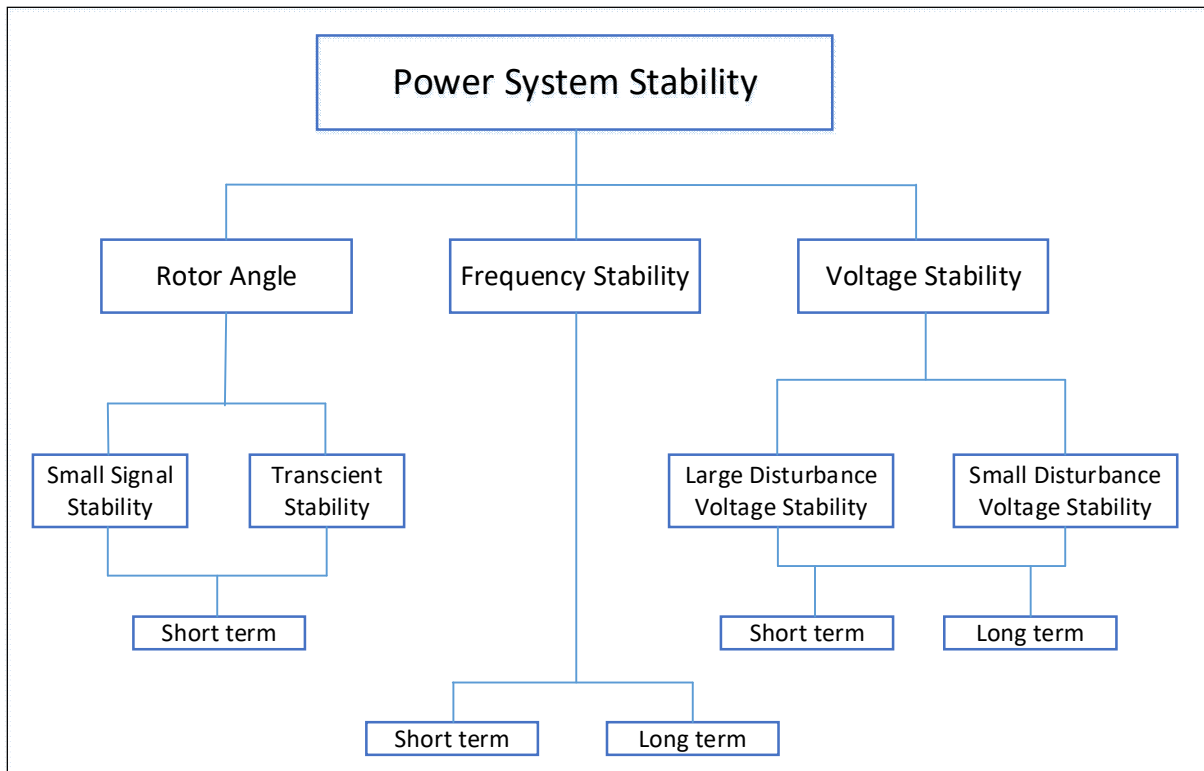 Power System Stability
Rotor Angle
Frequency Stability
Voltage Stability
Small Signal
Stability
Transcient
Stability
Large Disturbance
Voltage Stability
Small Disturbance
Voltage Stability
Short term
Short term
Long term
Short term
Long term